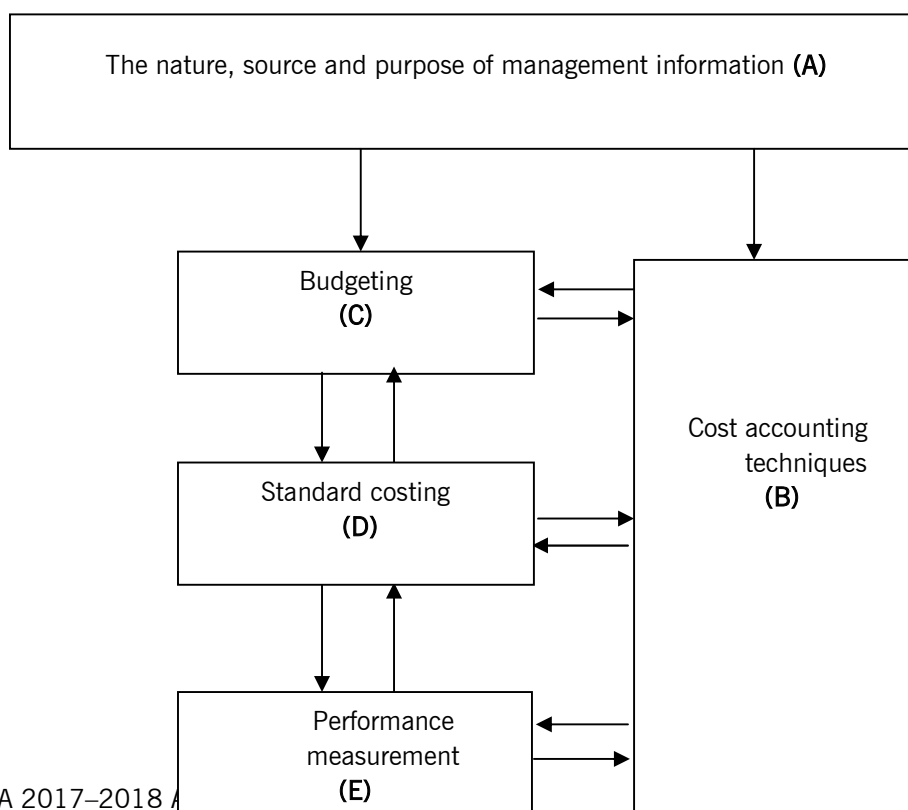 The nature, source and purpose of management information (A)
Budgeting
(C)
Cost accounting
techniques
(B)
Standard costing
(D)
Performance
measurement
(E)
A 2017–2018